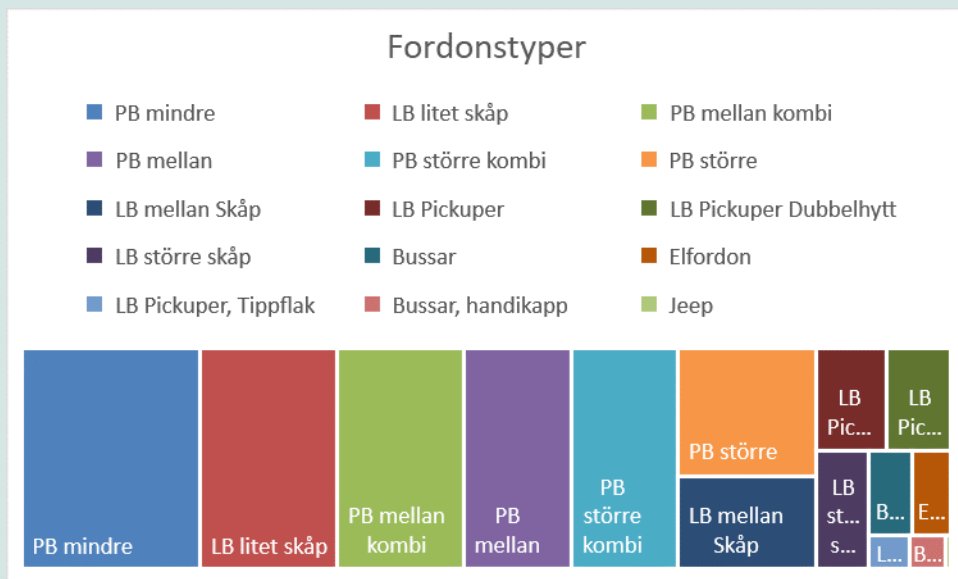 Fordonstyper
PB mindre
LB litet skåp
PB mellan kombi
PB mellan
PB större kombi
PB större
LB mellan Skåp
LB Pickuper
LB Pickuper Dubbelhytt
LB större skåp
Bussar
Elfordon
LB Pickuper, Tippflak
Bussar, handikapp
Jeep
PB mindre
LB litet skåp
PB mellan
kombi
PB
mellan
PB
större
kombi
PB större
LB mellan
Skåp
LB
Pic...
LB
Pic...
LB
st...
s...
B...
E...
L...
B...